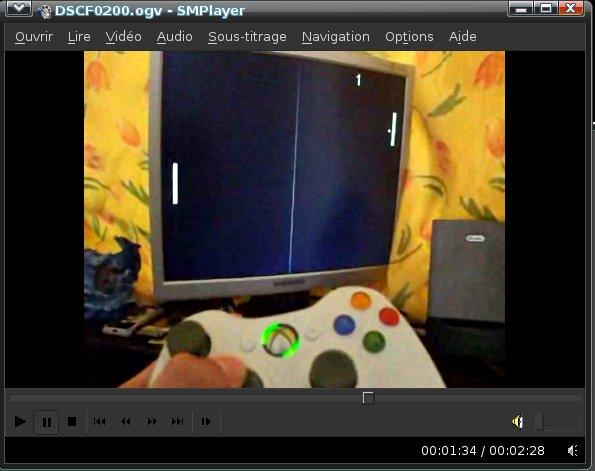 DSCF0200.ogv - SMPlayer
Ouvrir Lire Vidéo Audio Sous-titrage Navigation Options Aide
1
00:01:34 / 00:02:28